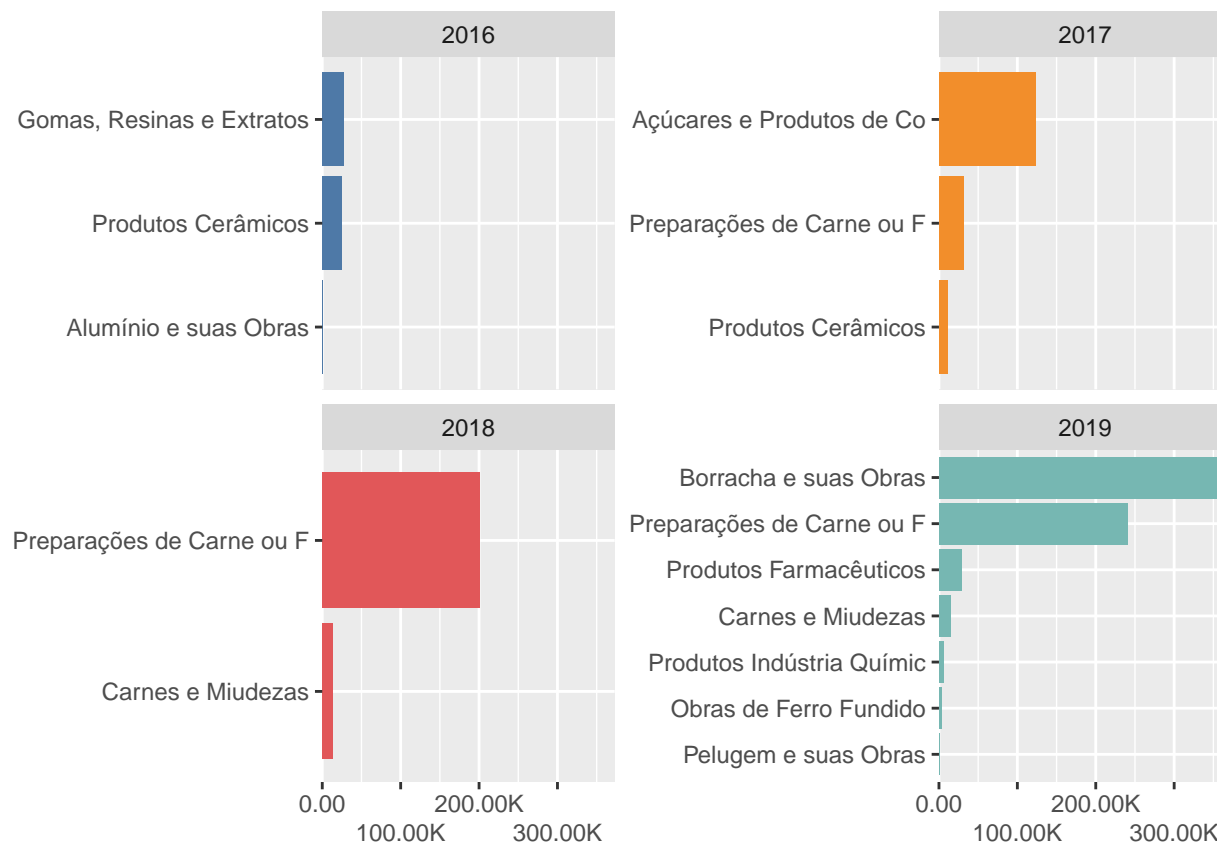 2016
Gomas, Resinas e Extratos
Produtos Cerâmicos
Alumínio e suas Obras
2017
Açúcares e Produtos de Co
Preparações de Carne ou F
Produtos Cerâmicos
2018
Preparações de Carne ou F
Carnes e Miudezas
0.00 200.00K
100.00K 300.00K
2019
Borracha e suas Obras
Preparações de Carne ou F
Produtos Farmacêuticos
Carnes e Miudezas
Produtos Indústria Químic
Obras de Ferro Fundido
Pelugem e suas Obras
0.00 200.00K
100.00K 300.00K